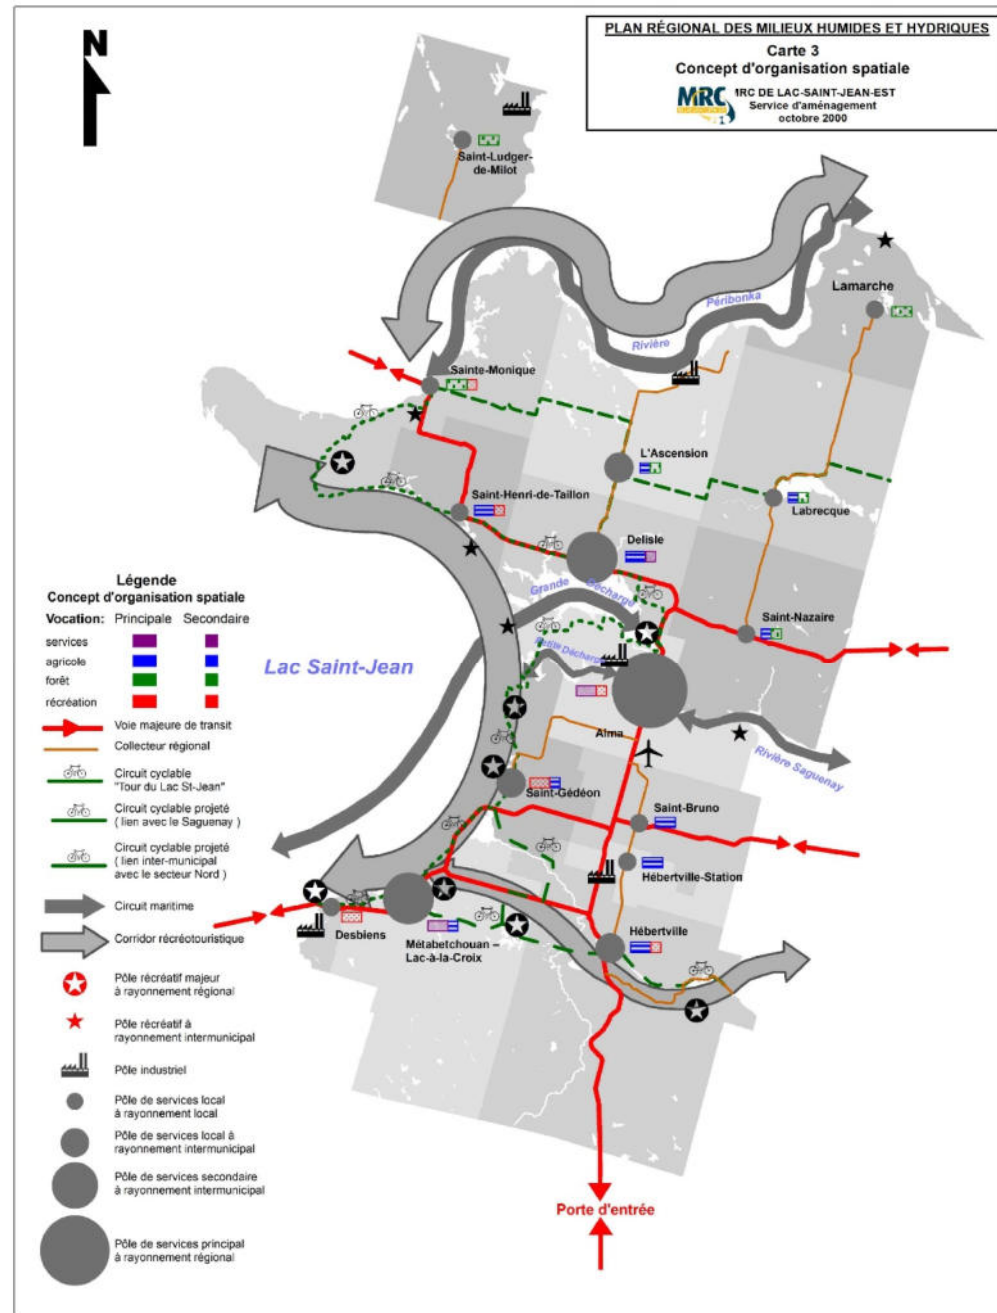 PLAN RÉGIONAL DES MILIEUX HUMIDES ET HYDRIQUES
Carte 3
Concept d'organisation spatiale
MRC
MRC DE LAC-SAINT-JEAN-EST
Service d'aménagement
octobre 2000
N
Saint-Ludger-
de-Milot
Lamarche
Péribonka
Rivière
Sainte-Monique
L'Ascension
Saint-Henri-de-Taillon
Labrecque
Delisle
Grande
Décharge
Saint-Nazaire
Petite Décharge
Lac Saint-Jean
Alma
Rivière Saguenay
Saint-Gédéon
Saint-Bruno
Hébertville-Station
Desbiens
Métabetchouan –
Lac-à-la-Croix
Hébertville
Porte d'entrée
Légende
Concept d'organisation spatiale
Vocation: Principale Secondaire
services
agricole
forêt
récréation
Voie majeure de transit
Collecteur régional
Circuit cyclable
"Tour du Lac St-Jean"
Circuit cyclable projeté
( lien avec le Saguenay )
Circuit cyclable projeté
( lien inter-municipal
avec le secteur Nord )
Circuit maritime
Corridor récréotouristique
Pôle récréatif majeur
à rayonnement régional
Pôle récréatif à
rayonnement intermunicipal
Pôle industriel
Pôle de services local
à rayonnement local
Pôle de services local à
rayonnement intermunicipal
Pôle de services secondaire
à rayonnement intermunicipal
Pôle de services principal
à rayonnement régional